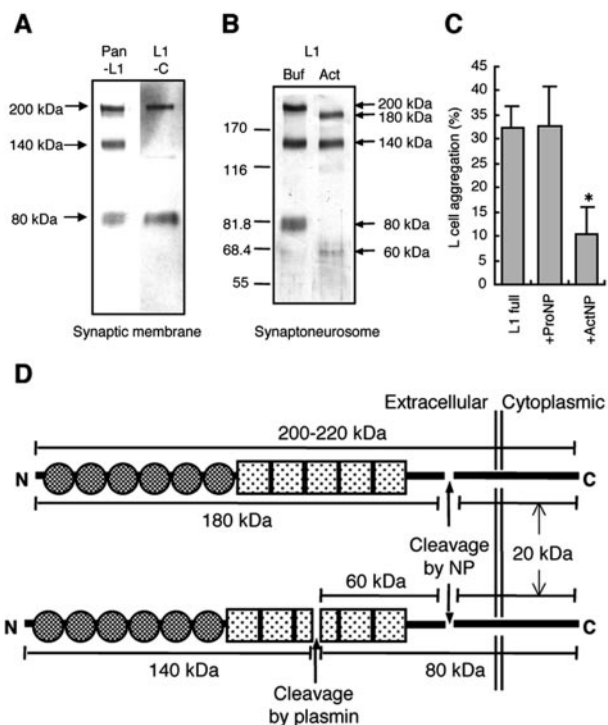 A
Pan
-L1
L1
-C
200 kDa
140 kDa
80 kDa
Synaptic membrane
B
L1
Buf Act
170
116
81.8
68.4
55
200 kDa
180 kDa
140 kDa
80 kDa
60 kDa
Synaptoneurosome
C
L cell aggregation (%)
45
40
35
30
25
20
15
10
5
0
*
L1 full
+ProNP
+ActNP
D
Extracellular Cytoplasmic
200-220 kDa
N C
180 kDa
Cleavage
by NP
20 kDa
60 kDa
N C
140 kDa 80 kDa
Cleavage
by plasmin